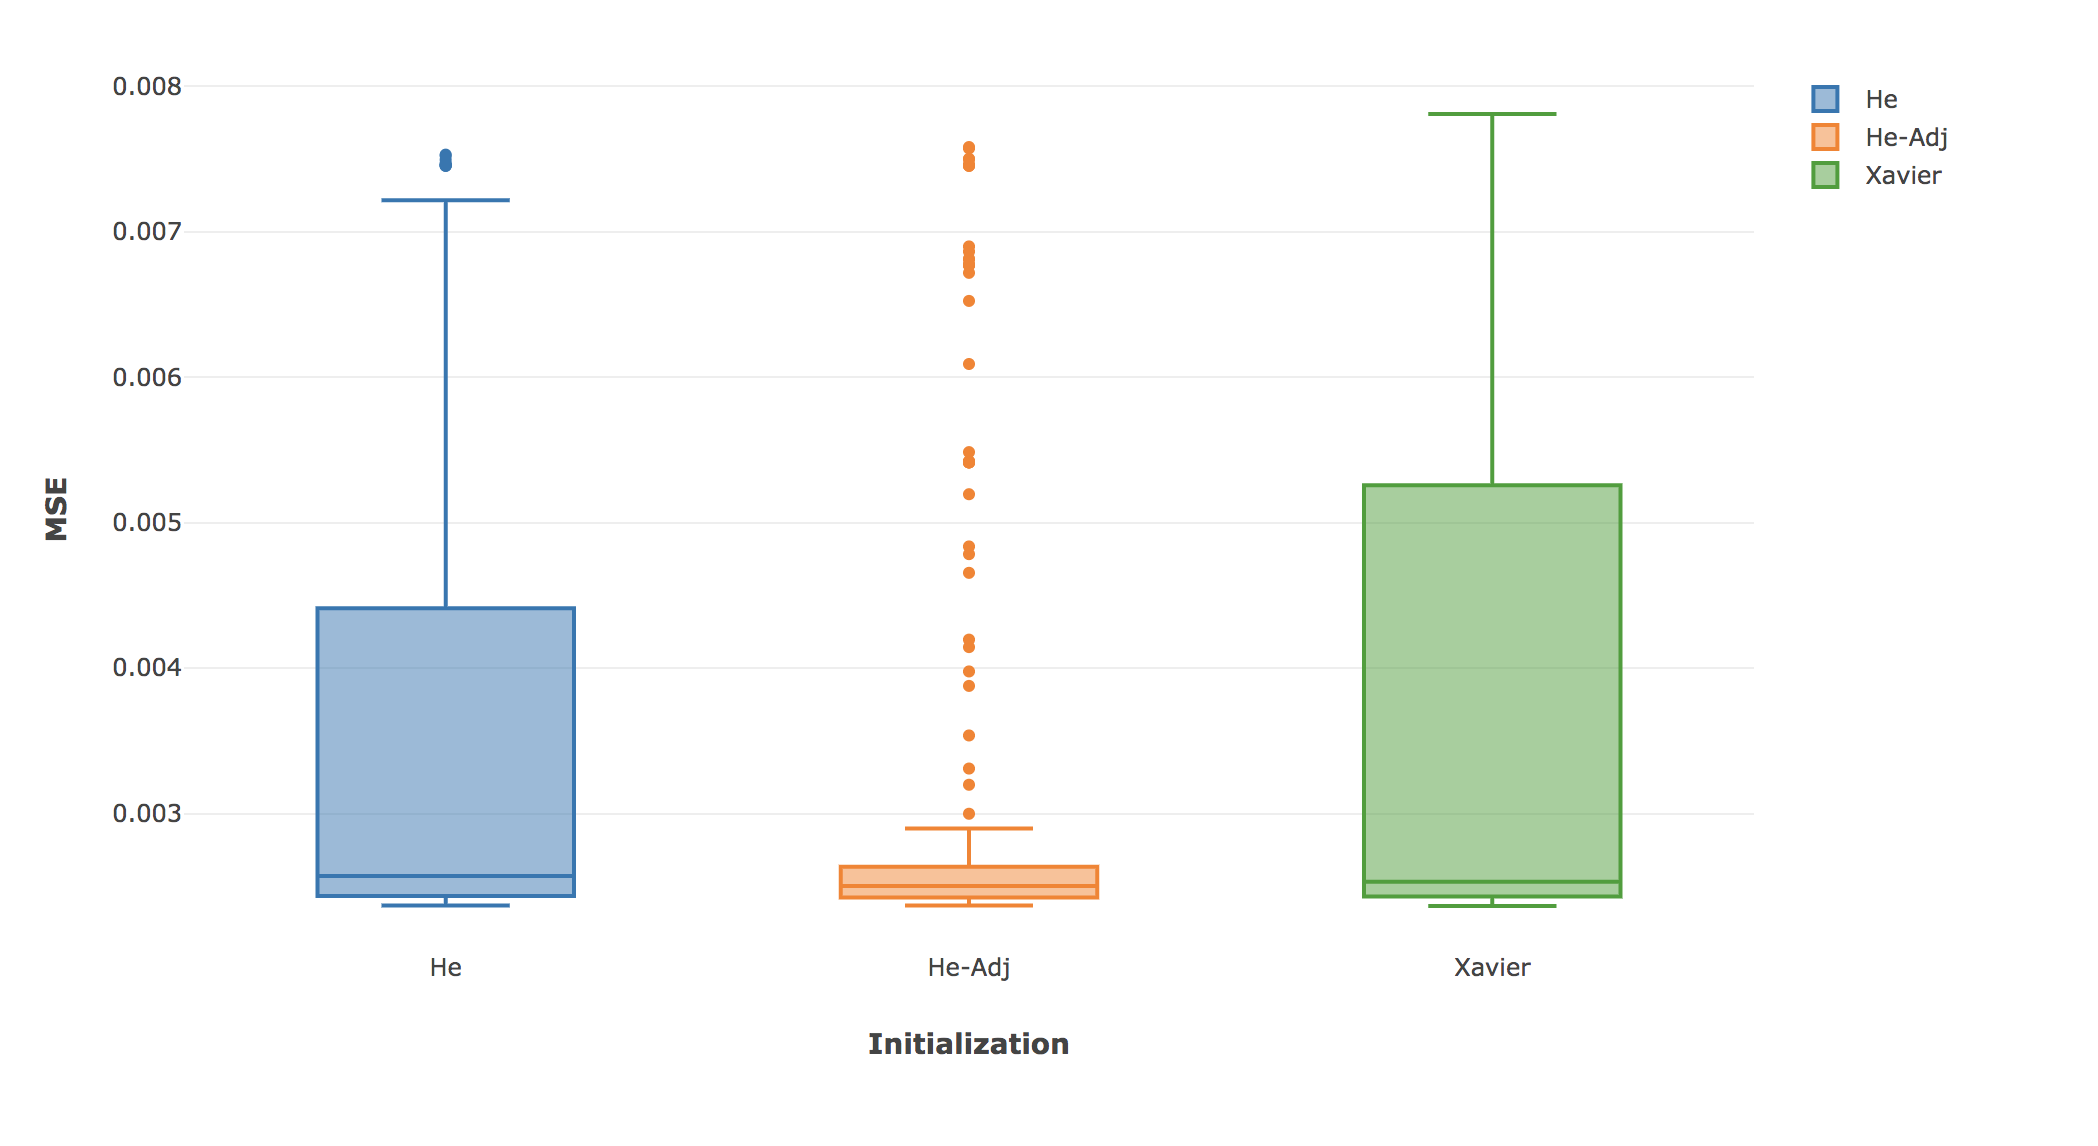 MSE
0.008
0.007
0.006
0.005
0.004
0.003
He
He-Adj
Xavier
Initialization
He
He-Adj
Xavier